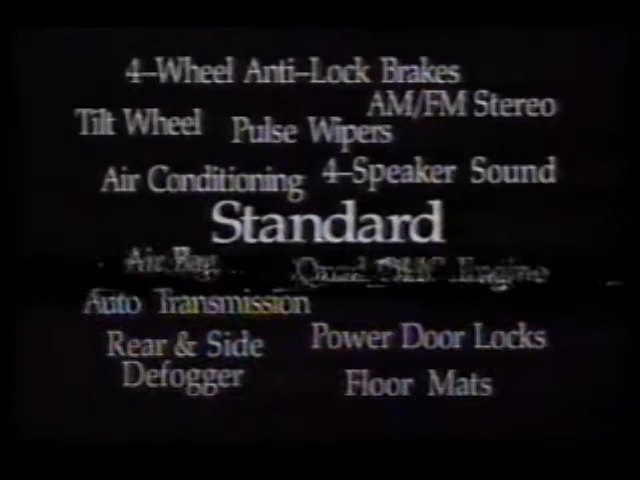 4-Wheel Anti-Lock Brakes
AM/FM Stereo
Tilt Wheel
Pulse Wipers
4-Speaker Sound
Air Conditioning
Standard
Air Bag
Quad Engine
Auto Transmission
Power Door Locks
Rear & Side
Defogger
Floor Mats